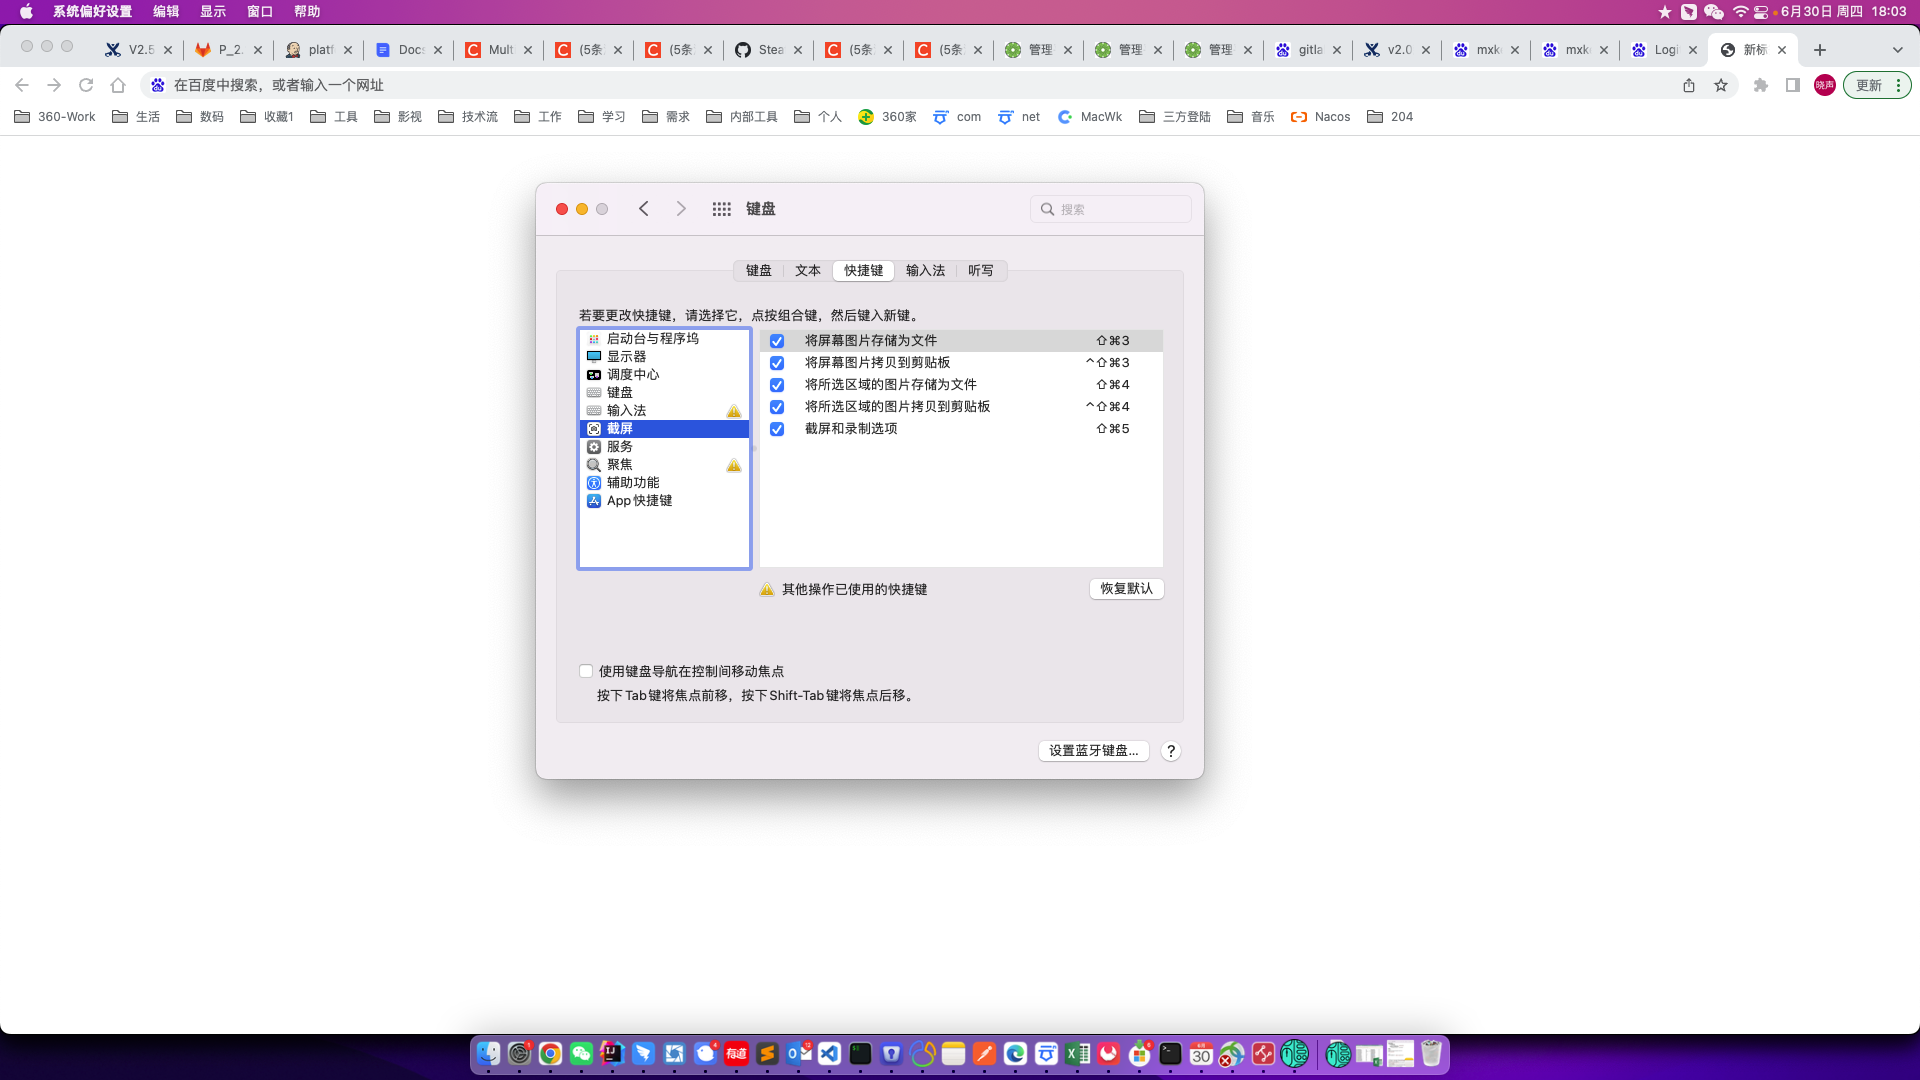 系统偏好设置 编辑 显示 窗口 帮助 6月30日 周四 18:03
V2.5 P_2. platf Docs Mult (5条 (5条 Stea (5条 (5条 管理 管理 管理 gitla v2.0 mxk mxk Logi 新标
在百度中搜索，或者输入一个网址 晓声 更新
360-Work 生活 数码 收藏1 工具 影视 技术流 工作 学习 需求 内部工具 个人 360家 com net MacWk 三方登陆 音乐 Nacos 204
键盘 搜索
键盘 文本 快捷键 输入法 听写
若要更改快捷键，请选择它，点按组合键，然后键入新键。
启动台与程序坞
显示器
调度中心
键盘
输入法
截屏
服务
聚焦
辅助功能
App 快捷键
将屏幕图片存储为文件 ⇧⌘3
将屏幕图片拷贝到剪贴板 ^⇧⌘3
将所选区域的图片存储为文件 ⇧⌘4
将所选区域的图片拷贝到剪贴板 ^⇧⌘4
截屏和录制选项 ⇧⌘5
其他操作已使用的快捷键 恢复默认
使用键盘导航在控制间移动焦点
按下 Tab 键将焦点前移，按下 Shift-Tab 键将焦点后移。
设置蓝牙键盘... ?
有道 30